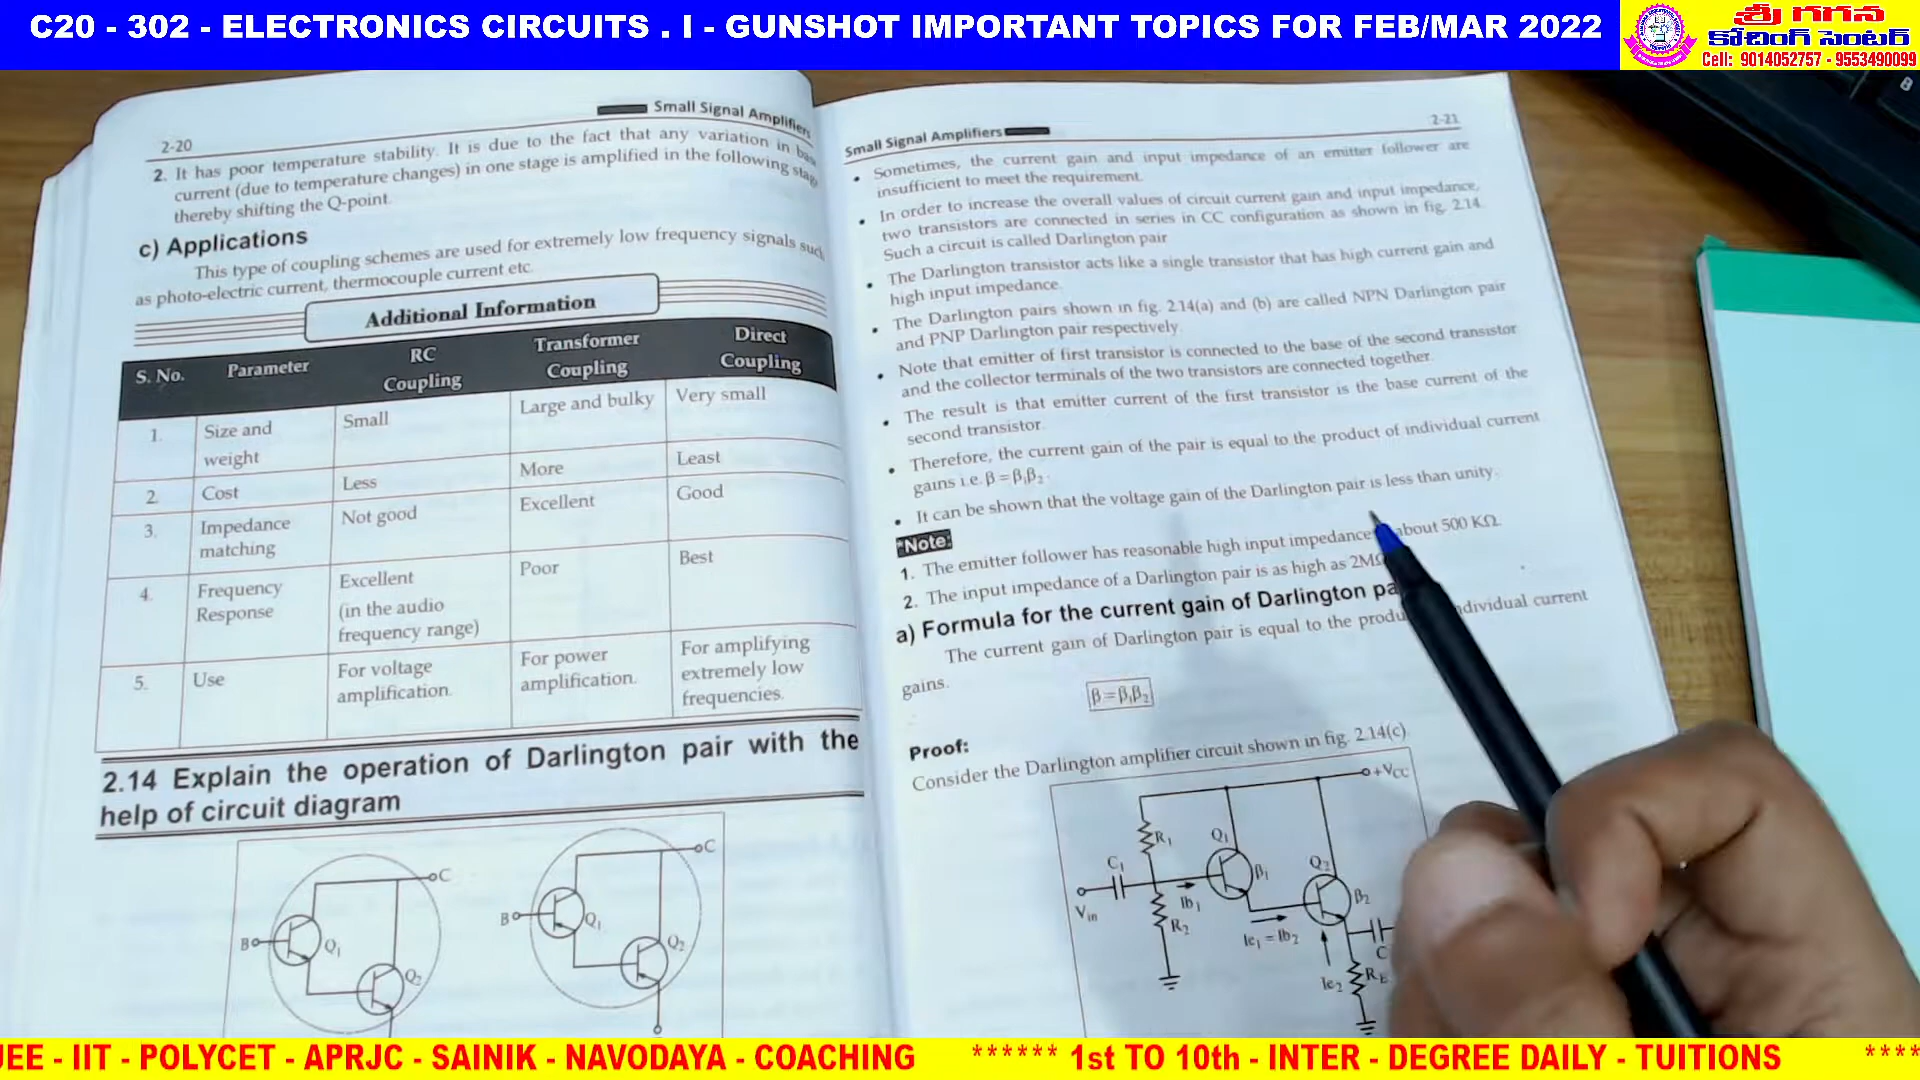 C20 - 302 - ELECTRONICS CIRCUITS . I - GUNSHOT IMPORTANT TOPICS FOR FEB/MAR 2022
శ్రీ గగన
కోచింగ్ సెంటర్
Cell: 9014052757 - 9553490099
2-20
Small Signal Amplifiers
2. It has poor temperature stability. It is due to the fact that any variation in base
current (due to temperature changes) in one stage is amplified in the following stage
thereby shifting the Q-point.
c) Applications
This type of coupling schemes are used for extremely low frequency signals such
as photo-electric current, thermocouple current etc.
Additional Information
S. No. Parameter RC Coupling Transformer Coupling Direct Coupling
1. Size and weight Small Large and bulky Very small
2. Cost Less More Least
3. Impedance matching Not good Excellent Good
4. Frequency Response Excellent (in the audio frequency range) Poor Best
5. Use For voltage amplification. For power amplification. For amplifying extremely low frequencies.
2.14 Explain the operation of Darlington pair with the
help of circuit diagram
C
B
Q1
Q2
C
B
Q1
Q2
Small Signal Amplifiers
2-21
• Sometimes, the current gain and input impedance of an emitter follower are
insufficient to meet the requirement.
• In order to increase the overall values of circuit current gain and input impedance,
two transistors are connected in series in CC configuration as shown in fig. 2.14.
Such a circuit is called Darlington pair
• The Darlington transistor acts like a single transistor that has high current gain and
high input impedance.
• The Darlington pairs shown in fig. 2.14(a) and (b) are called NPN Darlington pair
and PNP Darlington pair respectively.
• Note that emitter of first transistor is connected to the base of the second transistor
and the collector terminals of the two transistors are connected together.
• The result is that emitter current of the first transistor is the base current of the
second transistor.
• Therefore, the current gain of the pair is equal to the product of individual current
gains i.e. β = β1β2.
• It can be shown that the voltage gain of the Darlington pair is less than unity.
*Note:
1. The emitter follower has reasonable high input impedance about 500 KΩ.
2. The input impedance of a Darlington pair is as high as 2MΩ
a) Formula for the current gain of Darlington pa
The current gain of Darlington pair is equal to the produ individual current
gains.
β = β1β2
Proof:
Consider the Darlington amplifier circuit shown in fig. 2.14(c).
+VCC
R1
Q1
C1
β1
Q2
Vin
Ib1
β2
R2
Ie1 = Ib2
C
Ie2
RE
JEE - IIT - POLYCET - APRJC - SAINIK - NAVODAYA - COACHING ****** 1st TO 10th - INTER - DEGREE DAILY - TUITIONS ****